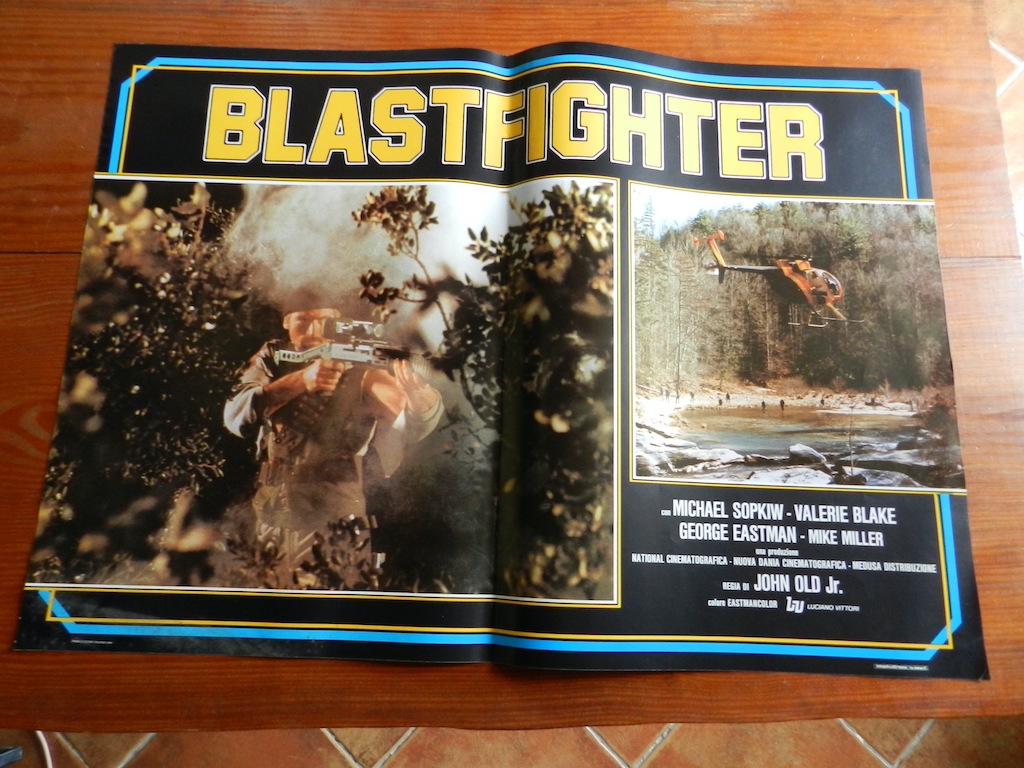 BLASTFIGHTER
con MICHAEL SOPKIW - VALERIE BLAKE
GEORGE EASTMAN - MIKE MILLER
una produzione
NATIONAL CINEMATOGRAFICA - NUOVA DANIA CINEMATOGRAFICA - MEDUSA DISTRIBUZIONE
REGIA DI JOHN OLD Jr.
colore EASTMANCOLOR LV LUCIANO VITTORI